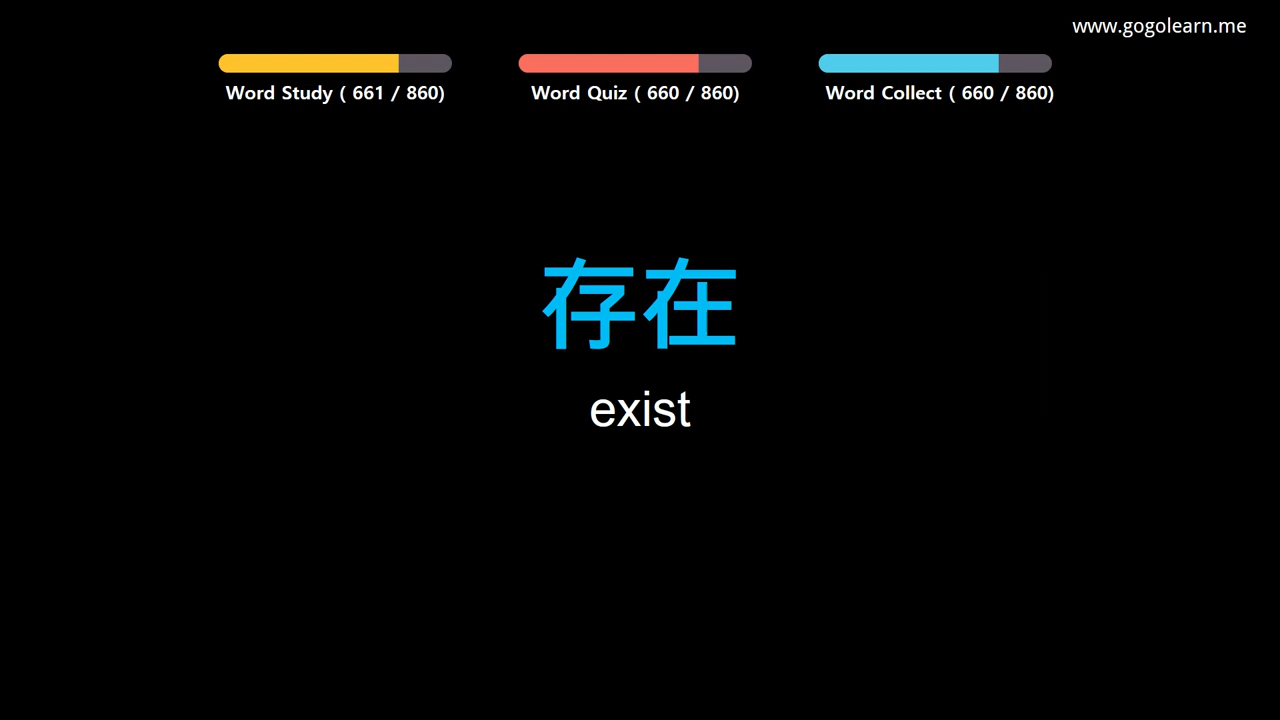 www.gogolearn.me
Word Study ( 661 / 860)
Word Quiz ( 660 / 860)
Word Collect ( 660 / 860)
存在
exist